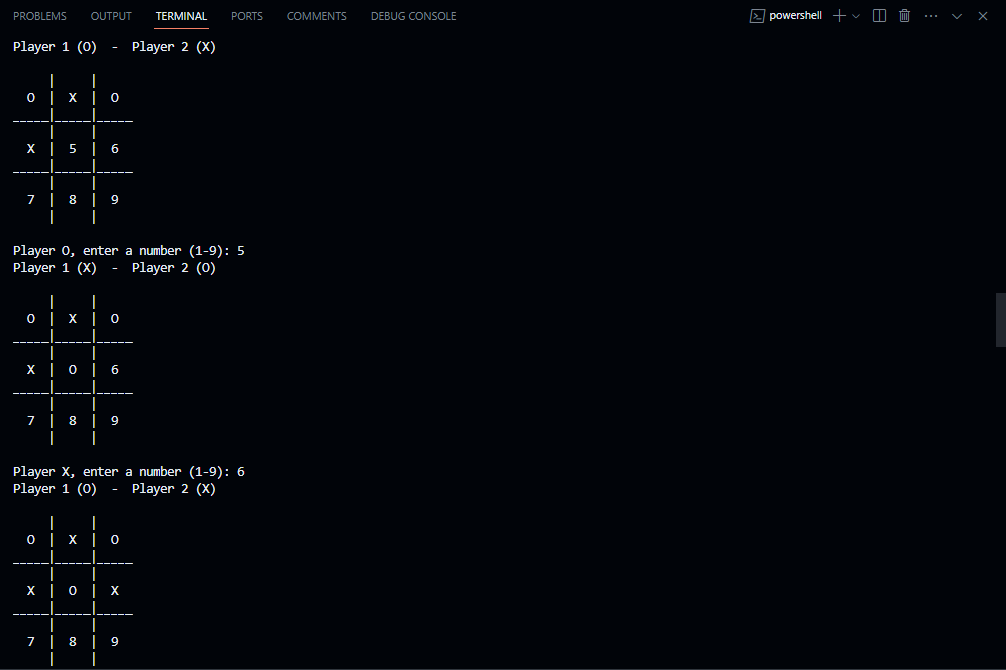 PROBLEMS OUTPUT TERMINAL PORTS COMMENTS DEBUG CONSOLE powershell
Player 1 (O)  -  Player 2 (X)
     |     |
  O  |  X  |  O
_____|_____|_____
     |     |
  X  |  5  |  6
_____|_____|_____
     |     |
  7  |  8  |  9
     |     |
Player O, enter a number (1-9): 5
Player 1 (X)  -  Player 2 (O)
     |     |
  O  |  X  |  O
_____|_____|_____
     |     |
  X  |  O  |  6
_____|_____|_____
     |     |
  7  |  8  |  9
     |     |
Player X, enter a number (1-9): 6
Player 1 (O)  -  Player 2 (X)
     |     |
  O  |  X  |  O
_____|_____|_____
     |     |
  X  |  O  |  X
_____|_____|_____
     |     |
  7  |  8  |  9
     |     |